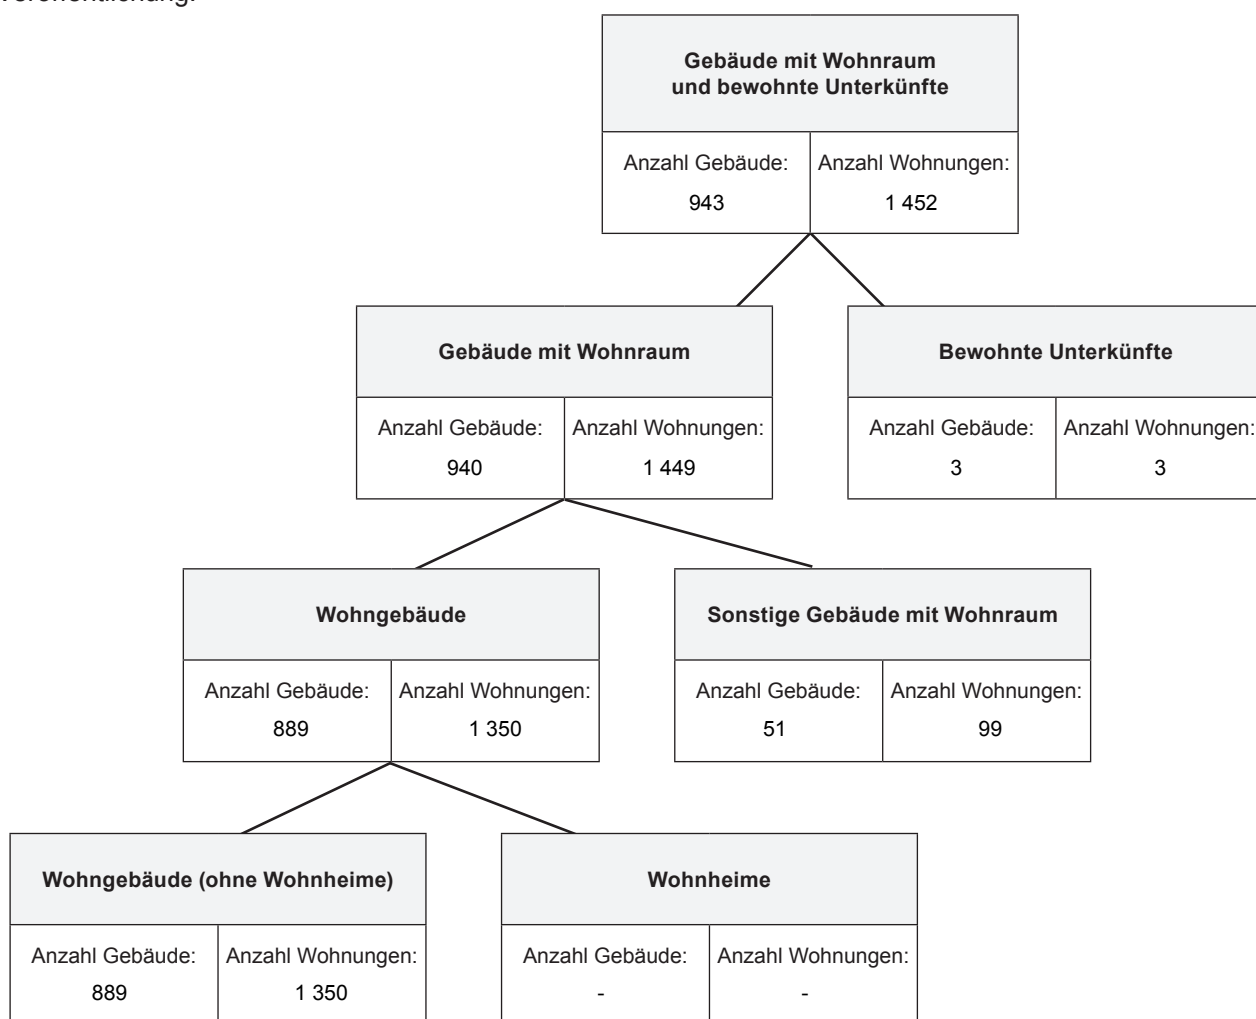 Veröffentlichung.
Gebäude mit Wohnraum
und bewohnte Unterkünfte
Anzahl Gebäude: Anzahl Wohnungen:
943 1 452
Gebäude mit Wohnraum Bewohnte Unterkünfte
Anzahl Gebäude: Anzahl Wohnungen: Anzahl Gebäude: Anzahl Wohnungen:
940 1 449 3 3
Wohngebäude Sonstige Gebäude mit Wohnraum
Anzahl Gebäude: Anzahl Wohnungen: Anzahl Gebäude: Anzahl Wohnungen:
889 1 350 51 99
Wohngebäude (ohne Wohnheime) Wohnheime
Anzahl Gebäude: Anzahl Wohnungen: Anzahl Gebäude: Anzahl Wohnungen:
889 1 350 - -